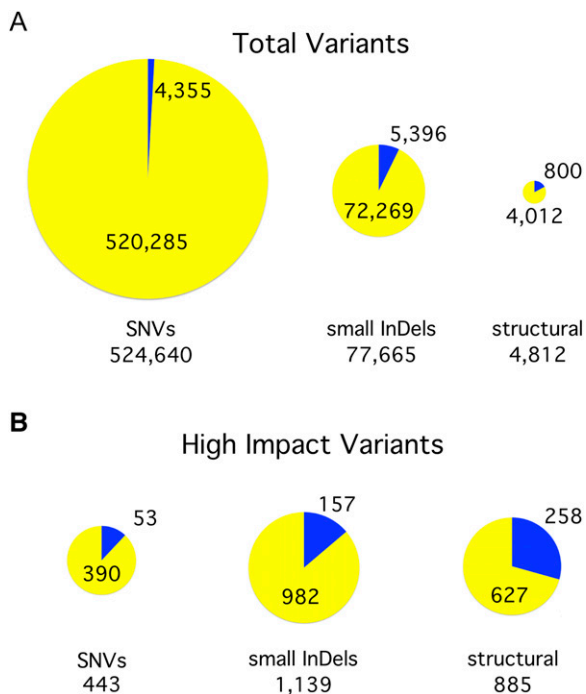 A
Total Variants
4,355
520,285
5,396
72,269
800
4,012
SNVs
524,640
small InDels
77,665
structural
4,812
B
High Impact Variants
53
390
157
982
258
627
SNVs
443
small InDels
1,139
structural
885